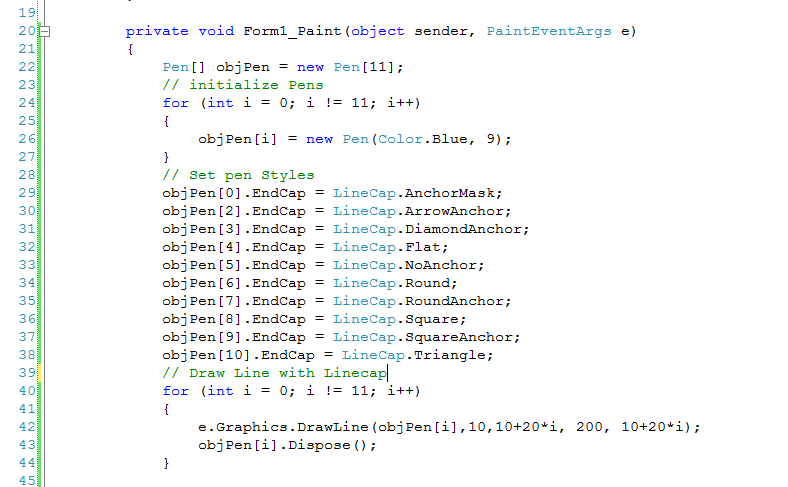 19
20 private void Form1_Paint(object sender, PaintEventArgs e)
21 {
22 Pen[] objPen = new Pen[11];
23 // initialize Pens
24 for (int i = 0; i != 11; i++)
25 {
26 objPen[i] = new Pen(Color.Blue, 9);
27 }
28 // Set pen Styles
29 objPen[0].EndCap = LineCap.AnchorMask;
30 objPen[2].EndCap = LineCap.ArrowAnchor;
31 objPen[3].EndCap = LineCap.DiamondAnchor;
32 objPen[4].EndCap = LineCap.Flat;
33 objPen[5].EndCap = LineCap.NoAnchor;
34 objPen[6].EndCap = LineCap.Round;
35 objPen[7].EndCap = LineCap.RoundAnchor;
36 objPen[8].EndCap = LineCap.Square;
37 objPen[9].EndCap = LineCap.SquareAnchor;
38 objPen[10].EndCap = LineCap.Triangle;
39 // Draw Line with Linecap
40 for (int i = 0; i != 11; i++)
41 {
42 e.Graphics.DrawLine(objPen[i],10,10+20*i, 200, 10+20*i);
43 objPen[i].Dispose();
44 }
45